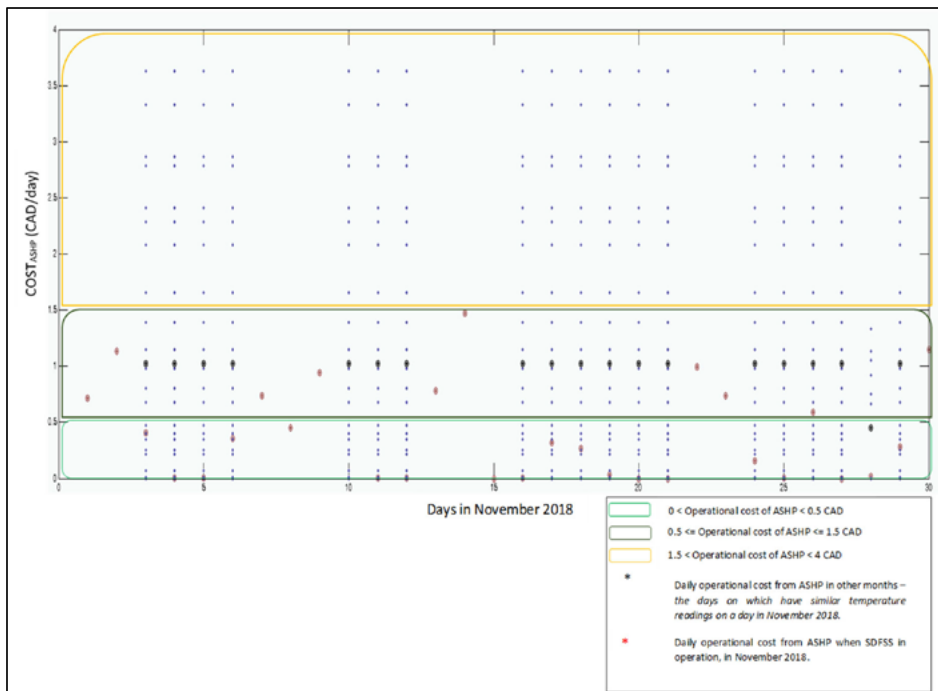 4
3.5
3
2.5
2
1.5
1
0.5
0
COST ASHP (CAD/day)
0 5 10 15 20 25 30
Days in November 2018
0 < Operational cost of ASHP < 0.5 CAD
0.5 <= Operational cost of ASHP <= 1.5 CAD
1.5 < Operational cost of ASHP < 4 CAD
* Daily operational cost from ASHP in other months –
the days on which have similar temperature
readings on a day in November 2018.
* Daily operational cost from ASHP when SDFSS in
operation, in November 2018.